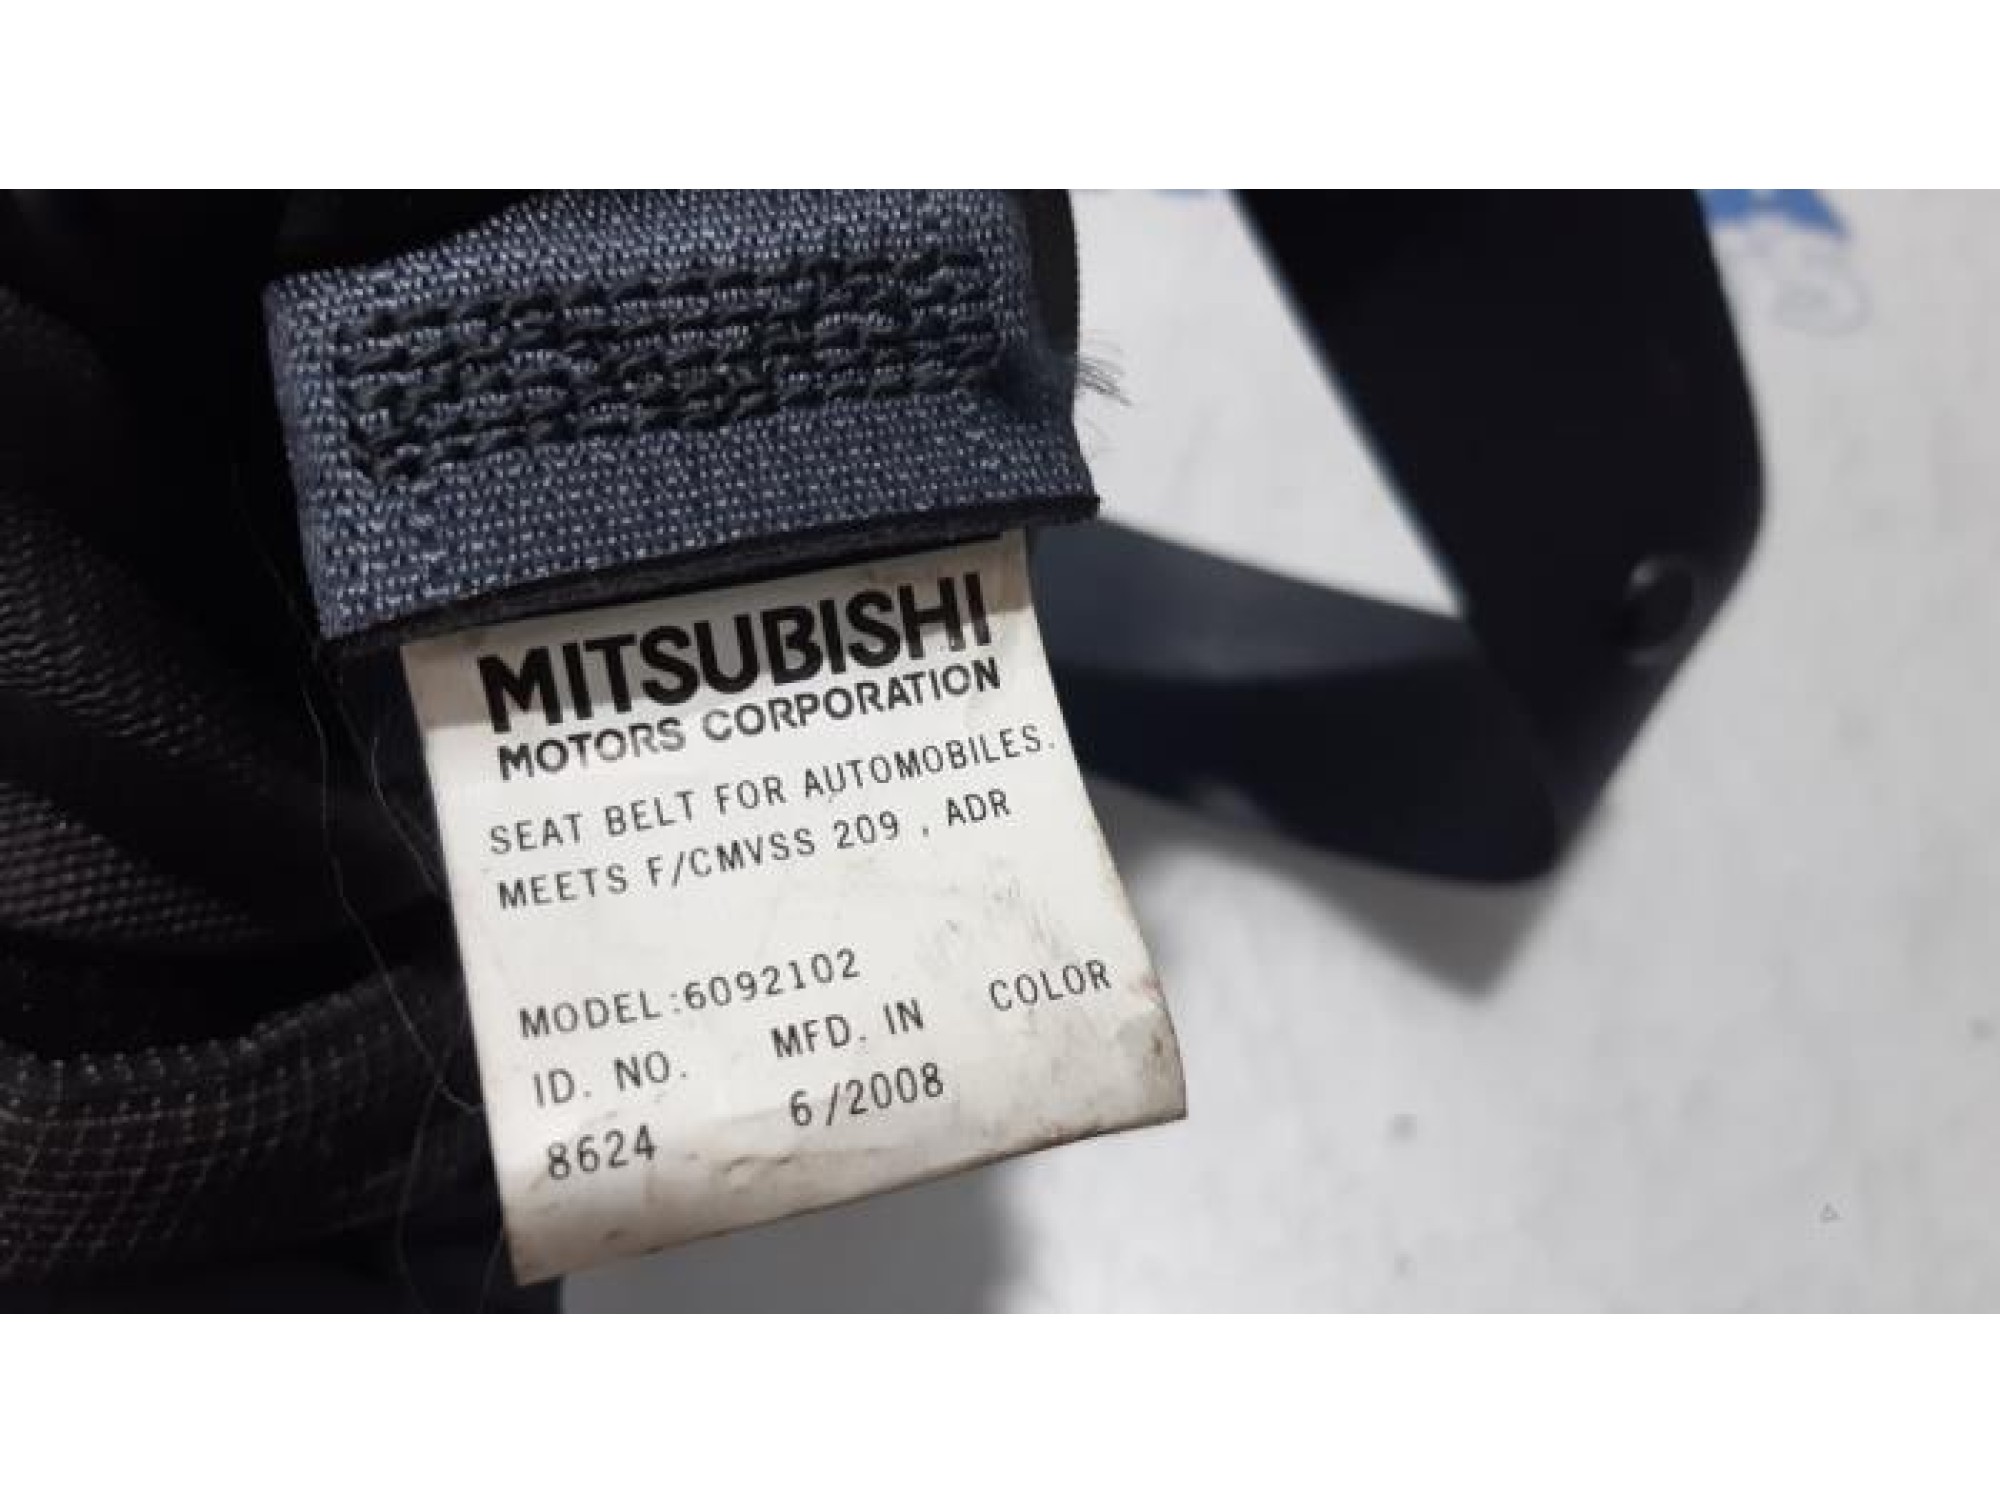 MITSUBISHI
MOTORS CORPORATION
SEAT BELT FOR AUTOMOBILES.
MEETS F/CMVSS 209 , ADR
MODEL:6092102
ID. NO. MFD. IN COLOR
8624 6/2008